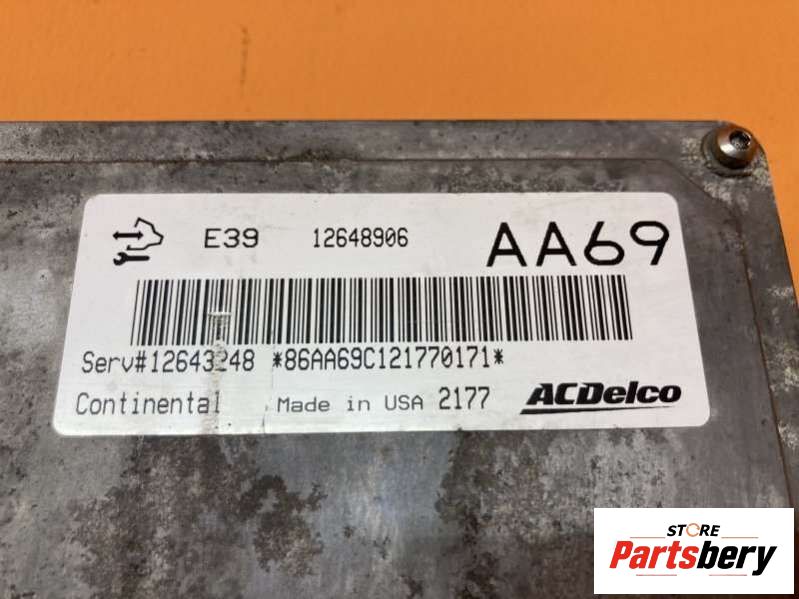 E39 12648906 AA69
Serv#12643248 *86AA69C121770171*
Continental Made in USA 2177 ACDelco
STORE
Partsbery